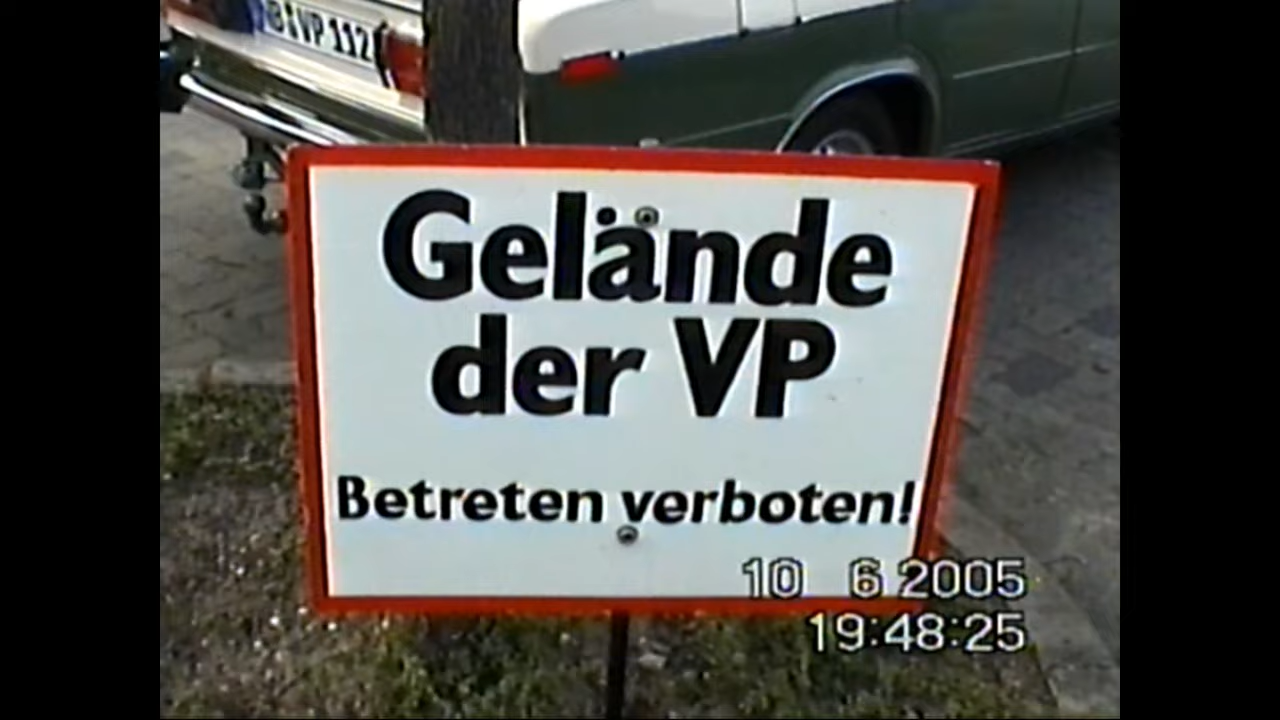 VP 112
Gelände
der VP
Betreten verboten!
10 6 2005
19:48:25